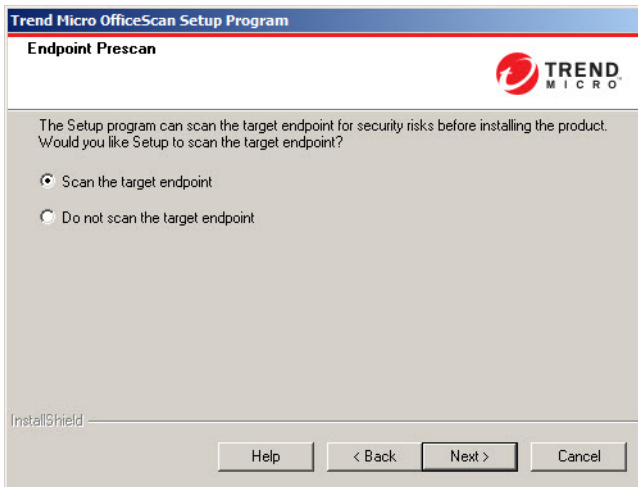 Trend Micro OfficeScan Setup Program
Endpoint Prescan
TREND
MICRO
The Setup program can scan the target endpoint for security risks before installing the product.
Would you like Setup to scan the target endpoint?
Scan the target endpoint
Do not scan the target endpoint
InstallShield
Help
< Back
Next >
Cancel